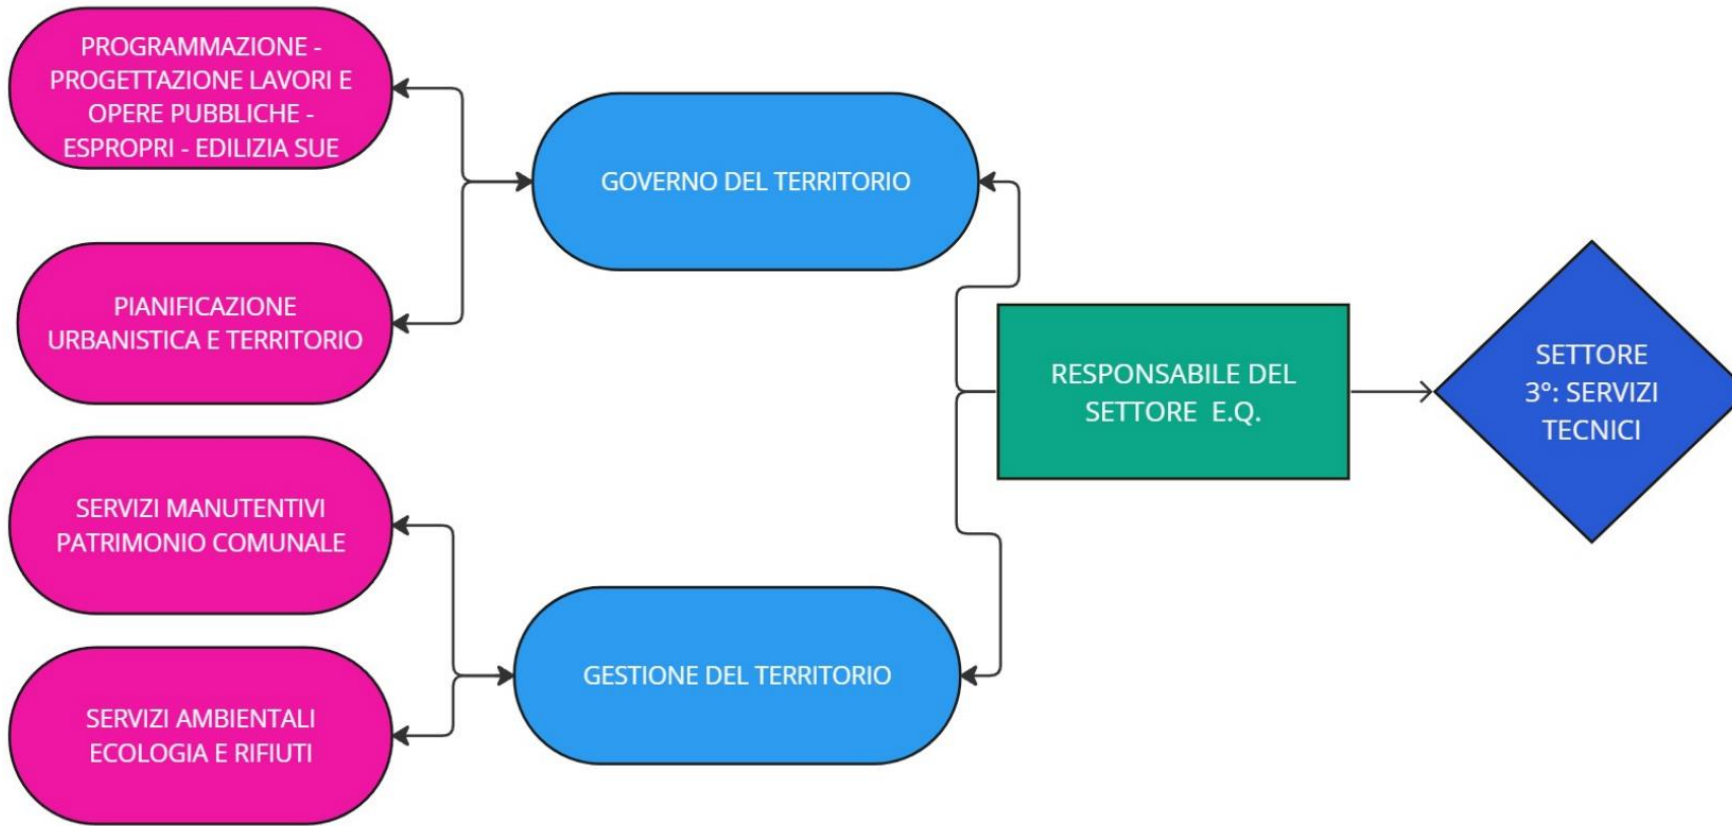 PROGRAMMAZIONE -
PROGETTAZIONE LAVORI E
OPERE PUBBLICHE -
ESPROPRI - EDILIZIA SUE
GOVERNO DEL TERRITORIO
PIANIFICAZIONE
URBANISTICA E TERRITORIO
RESPONSABILE DEL
SETTORE E.Q.
SETTORE
3°: SERVIZI
TECNICI
SERVIZI MANUTENTIVI
PATRIMONIO COMUNALE
GESTIONE DEL TERRITORIO
SERVIZI AMBIENTALI
ECOLOGIA E RIFIUTI